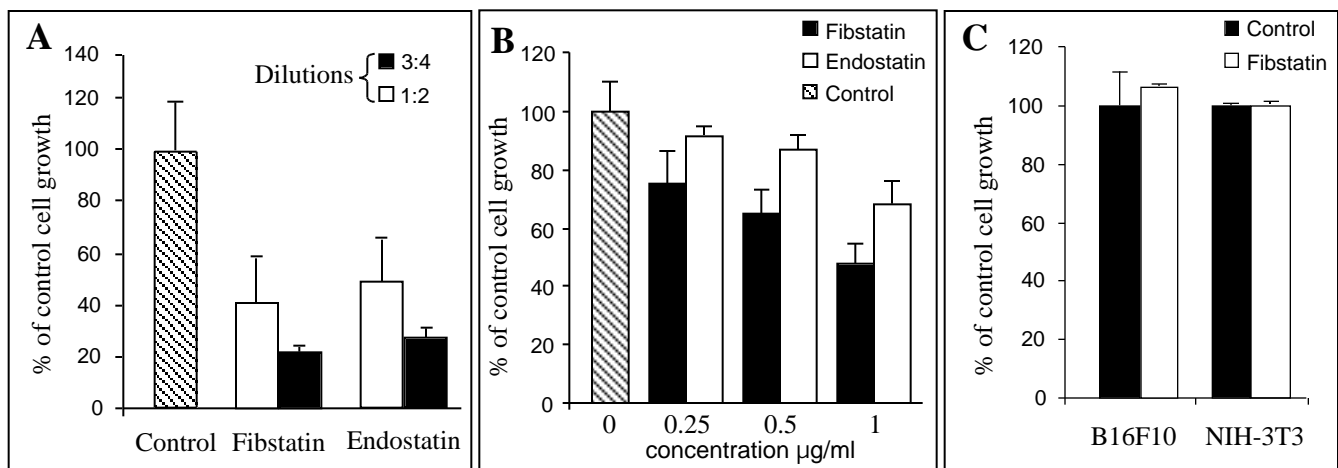 A
% of control cell growth
140
120
100
80
60
40
20
0
Dilutions
3:4
1:2
Control Fibstatin Endostatin
B
% of control cell growth
120
100
80
60
40
20
0
Fibstatin
Endostatin
Control
0 0.25 0.5 1
concentration µg/ml
C
% of control cell growth
120
100
80
60
40
20
0
Control
Fibstatin
B16F10 NIH-3T3